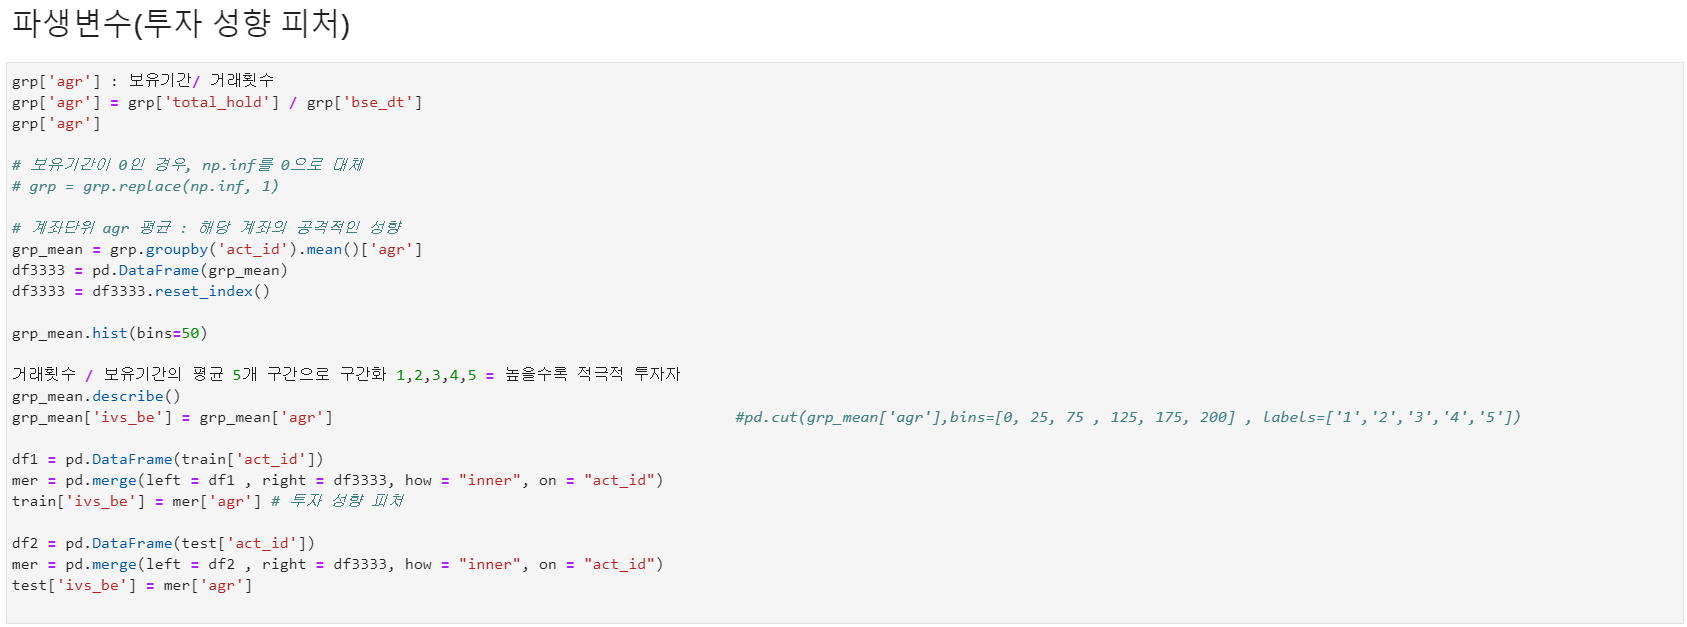 파생변수(투자 성향 피처)
grp['agr'] : 보유기간/ 거래횟수
grp['agr'] = grp['total_hold'] / grp['bse_dt']
grp['agr']
# 보유기간이 0인 경우, np.inf를 0으로 대체
# grp = grp.replace(np.inf, 1)
# 계좌단위 agr 평균 : 해당 계좌의 공격적인 성향
grp_mean = grp.groupby('act_id').mean()['agr']
df3333 = pd.DataFrame(grp_mean)
df3333 = df3333.reset_index()
grp_mean.hist(bins=50)
거래횟수 / 보유기간의 평균 5개 구간으로 구간화 1,2,3,4,5 = 높을수록 적극적 투자자
grp_mean.describe()
grp_mean['ivs_be'] = grp_mean['agr'] #pd.cut(grp_mean['agr'],bins=[0, 25, 75 , 125, 175, 200] , labels=['1','2','3','4','5'])
df1 = pd.DataFrame(train['act_id'])
mer = pd.merge(left = df1 , right = df3333, how = "inner", on = "act_id")
train['ivs_be'] = mer['agr'] # 투자 성향 피처
df2 = pd.DataFrame(test['act_id'])
mer = pd.merge(left = df2 , right = df3333, how = "inner", on = "act_id")
test['ivs_be'] = mer['agr']